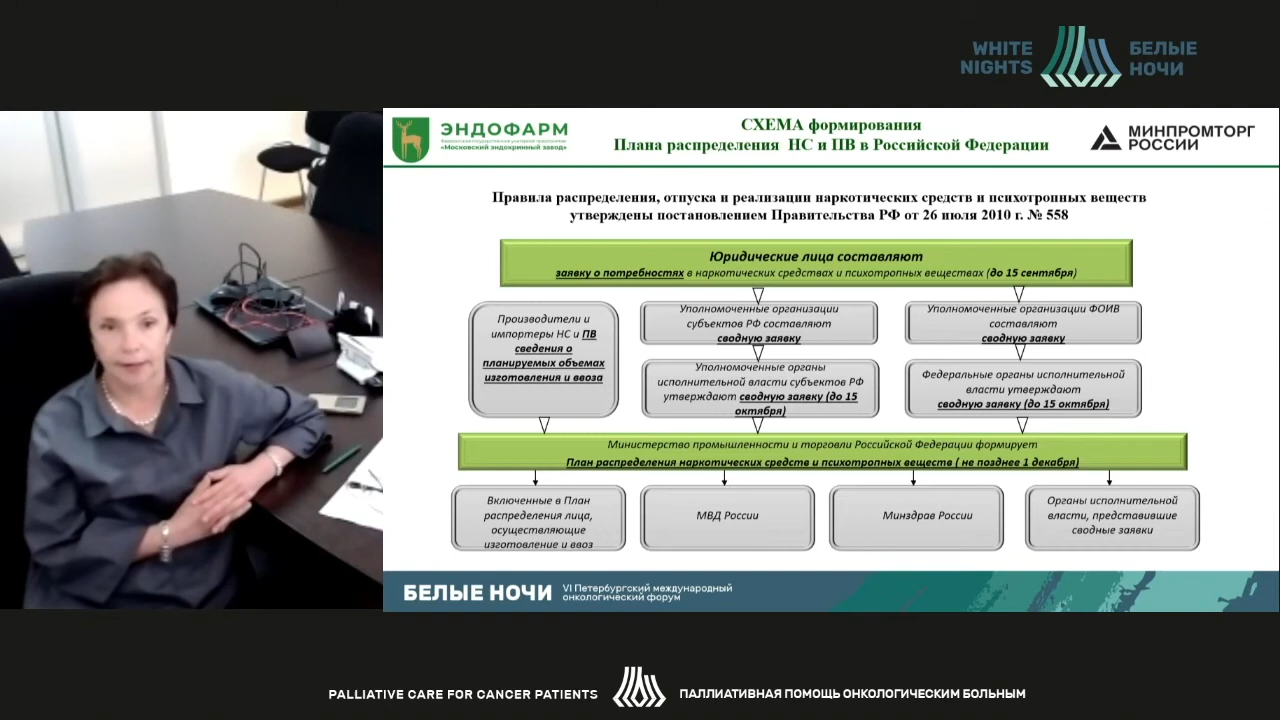 WHITE
NIGHTS
БЕЛЫЕ
НОЧИ
ЭНДОФАРМ
«Московский эндокринный завод»
СХЕМА формирования
Плана распределения НС и ПВ в Российской Федерации
МИНПРОМТОРГ
РОССИИ
Правила распределения, отпуска и реализации наркотических средств и психотропных веществ
утверждены постановлением Правительства РФ от 26 июля 2010 г. № 558
Юридические лица составляют
заявку о потребностях в наркотических средствах и психотропных веществах (до 15 сентября)
Производители и
импортеры НС и ПВ
сведения о
планируемых объемах
изготовления и ввоза
Уполномоченные организации
субъектов РФ составляют
сводную заявку
Уполномоченные организации ФОИВ
составляют
сводную заявку
Уполномоченные органы
исполнительной власти субъектов РФ
утверждают сводную заявку (до 15
октября)
Федеральные органы исполнительной
власти утверждают
сводную заявку (до 15 октября)
Министерство промышленности и торговли Российской Федерации формирует
План распределения наркотических средств и психотропных веществ ( не позднее 1 декабря)
Включенные в План
распределения лица,
осуществляющие
изготовление и ввоз
МВД России
Минздрав России
Органы исполнительной
власти, представившие
сводные заявки
БЕЛЫЕ НОЧИ
VI Петербургский международный
онкологический форум
PALLIATIVE CARE FOR CANCER PATIENTS
ПАЛЛИАТИВНАЯ ПОМОЩЬ ОНКОЛОГИЧЕСКИМ БОЛЬНЫМ